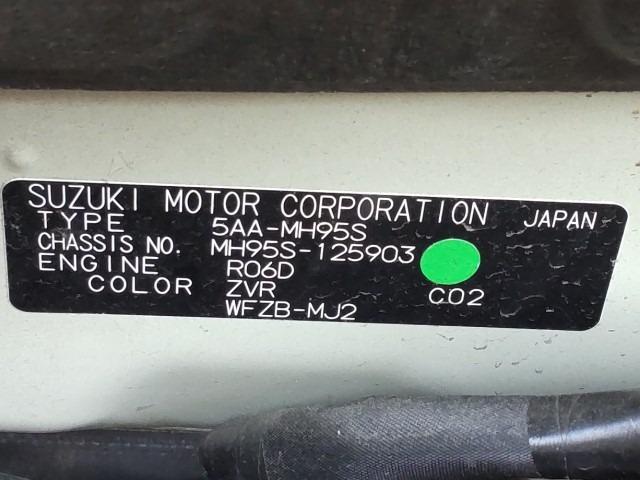 SUZUKI MOTOR CORPORATION JAPAN
TYPE 5AA-MH95S
CHASSIS NO. MH95S-125903
ENGINE R06D
COLOR ZVR C02
WFZB-MJ2